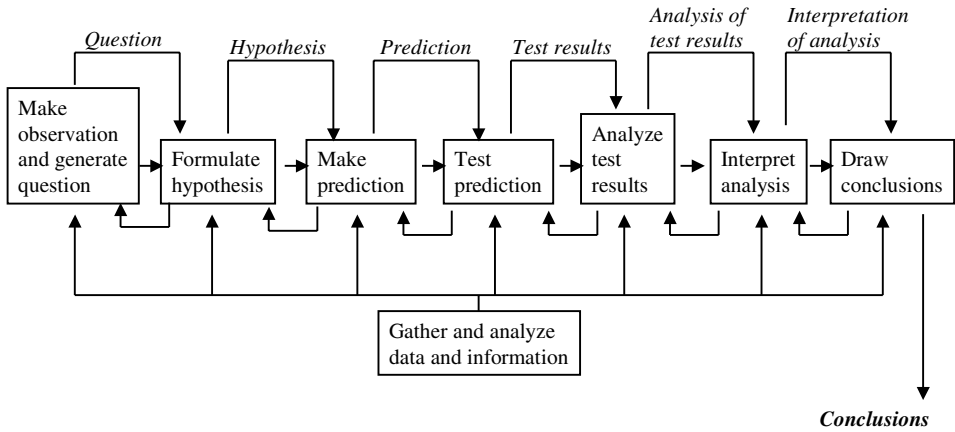 Question
Hypothesis
Prediction
Test results
Analysis of
test results
Interpretation
of analysis
Make
observation
and generate
question
Formulate
hypothesis
Make
prediction
Test
prediction
Analyze
test
results
Interpret
analysis
Draw
conclusions
Gather and analyze
data and information
Conclusions